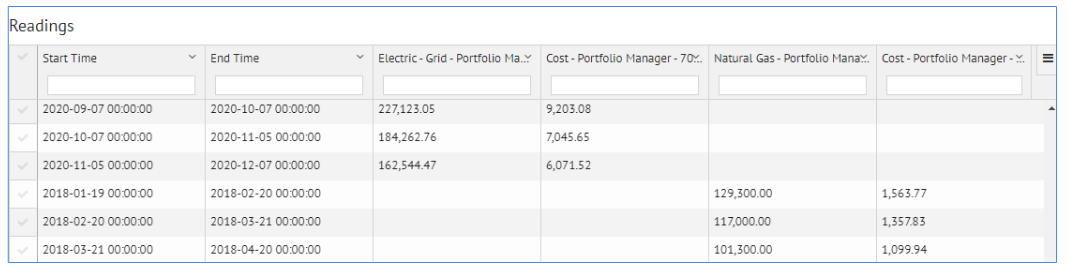 Readings
Start Time End Time Electric - Grid - Portfolio Ma... Cost - Portfolio Manager - 70... Natural Gas - Portfolio Mana... Cost - Portfolio Manager - ...
2020-09-07 00:00:00 2020-10-07 00:00:00 227,123.05 9,203.08
2020-10-07 00:00:00 2020-11-05 00:00:00 184,262.76 7,045.65
2020-11-05 00:00:00 2020-12-07 00:00:00 162,544.47 6,071.52
2018-01-19 00:00:00 2018-02-20 00:00:00 129,300.00 1,563.77
2018-02-20 00:00:00 2018-03-21 00:00:00 117,000.00 1,357.83
2018-03-21 00:00:00 2018-04-20 00:00:00 101,300.00 1,099.94